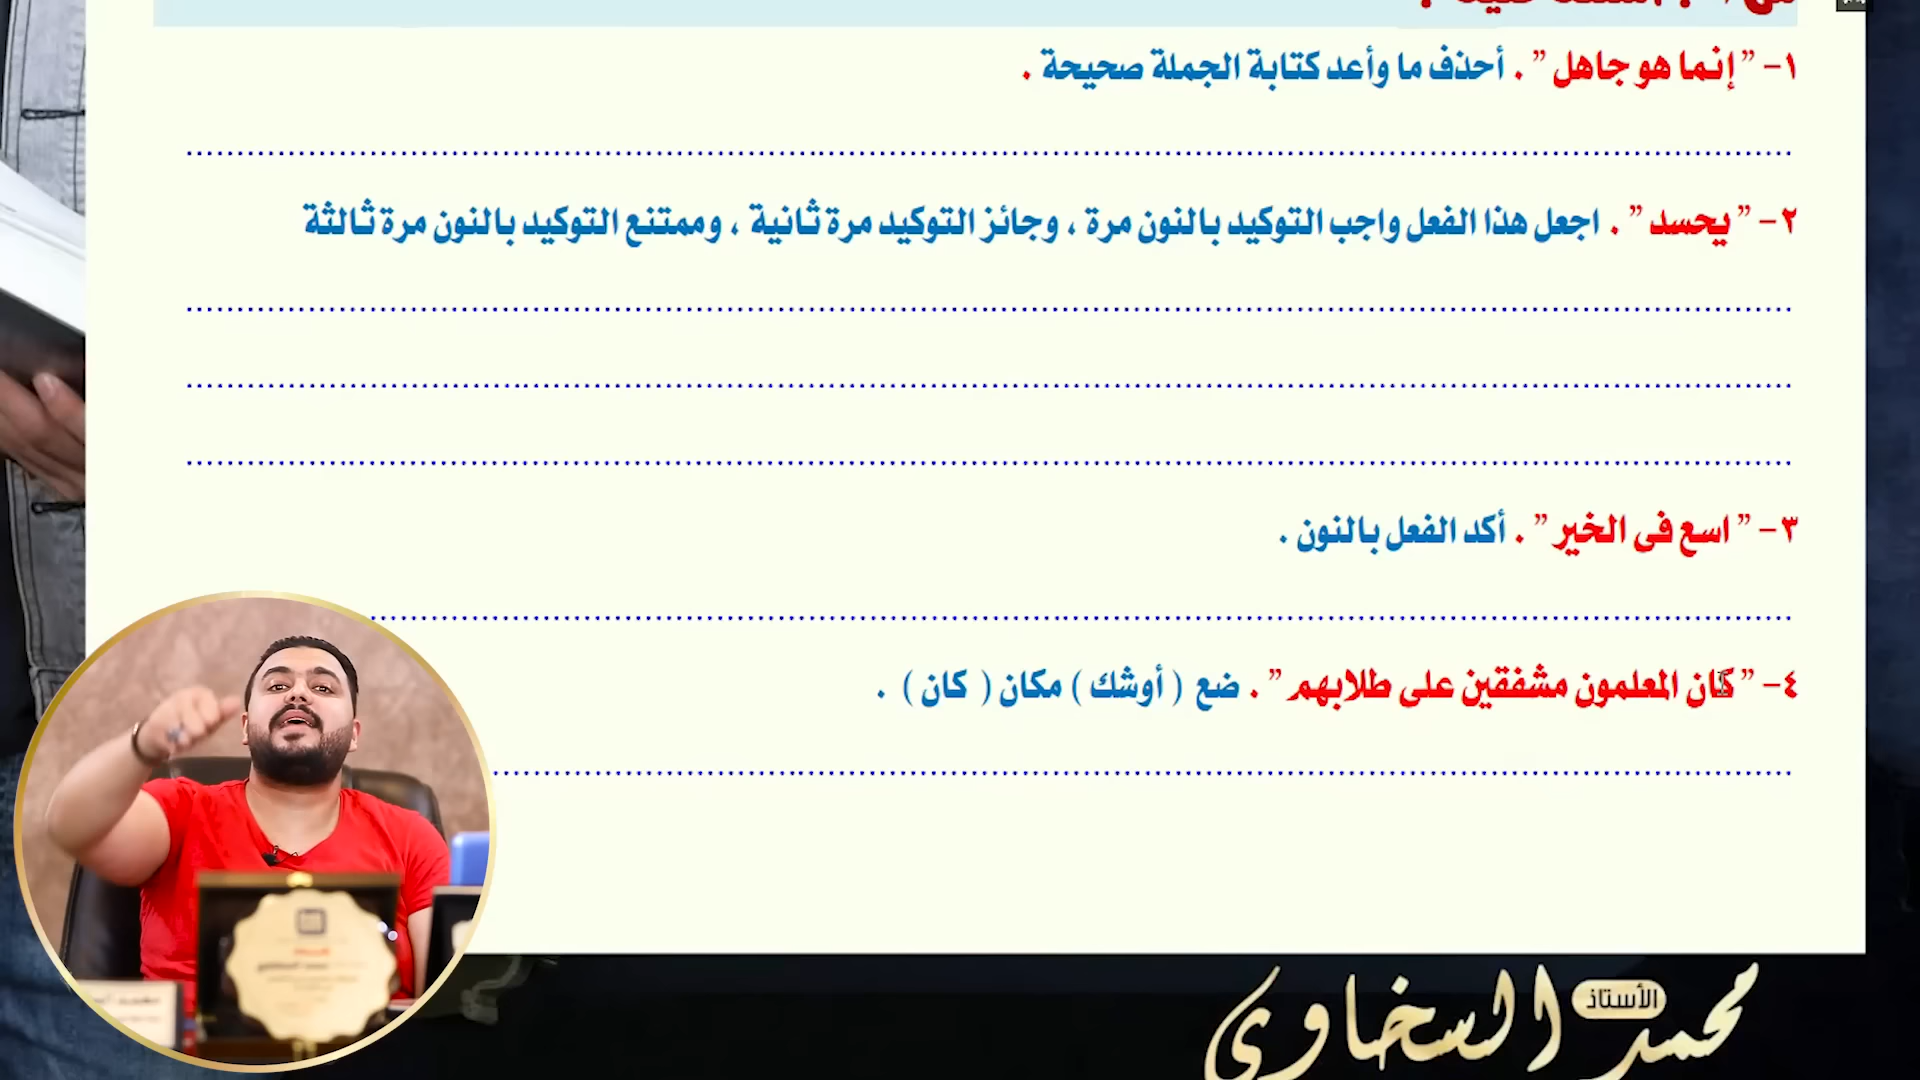 ١- " إنما هو جاهل " . أحذف ما وأعد كتابة الجملة صحيحة .
٢- " يحسد " . اجعل هذا الفعل واجب التوكيد بالنون مرة ، وجائز التوكيد مرة ثانية ، وممتنع التوكيد بالنون مرة ثالثة
٣- " اسع فى الخير " . أكد الفعل بالنون .
٤- " كان المعلمون مشفقين على طلابهم " . ضع ( أوشك ) مكان ( كان ) .
الأستاذ
محمد السخاوي